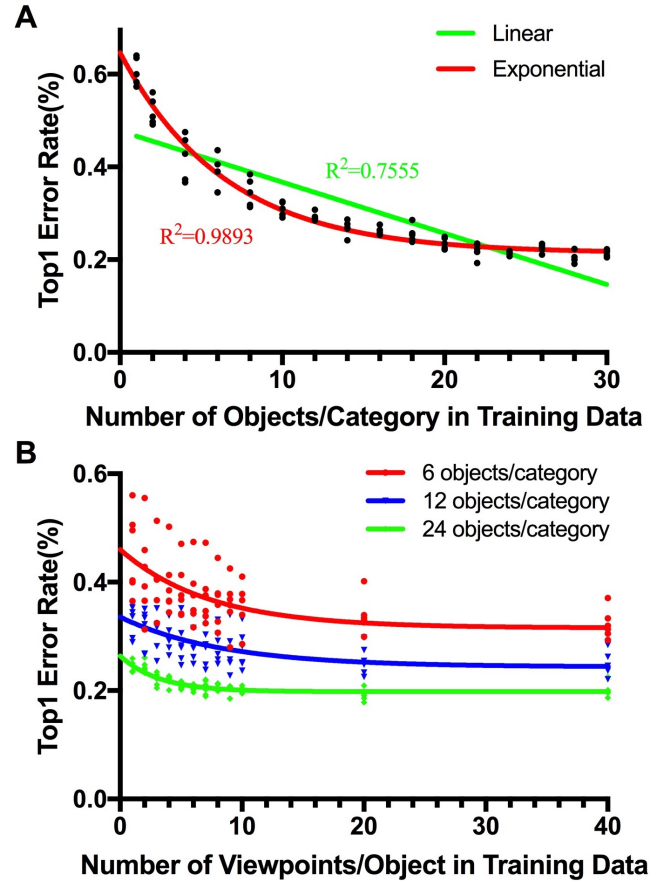 A
Linear
Exponential
R²=0.7555
R²=0.9893
Top1 Error Rate(%)
0.6
0.4
0.2
0.0
0 10 20 30
Number of Objects/Category in Training Data
B
6 objects/category
12 objects/category
24 objects/category
Top1 Error Rate(%)
0.6
0.4
0.2
0.0
0 10 20 30 40
Number of Viewpoints/Object in Training Data